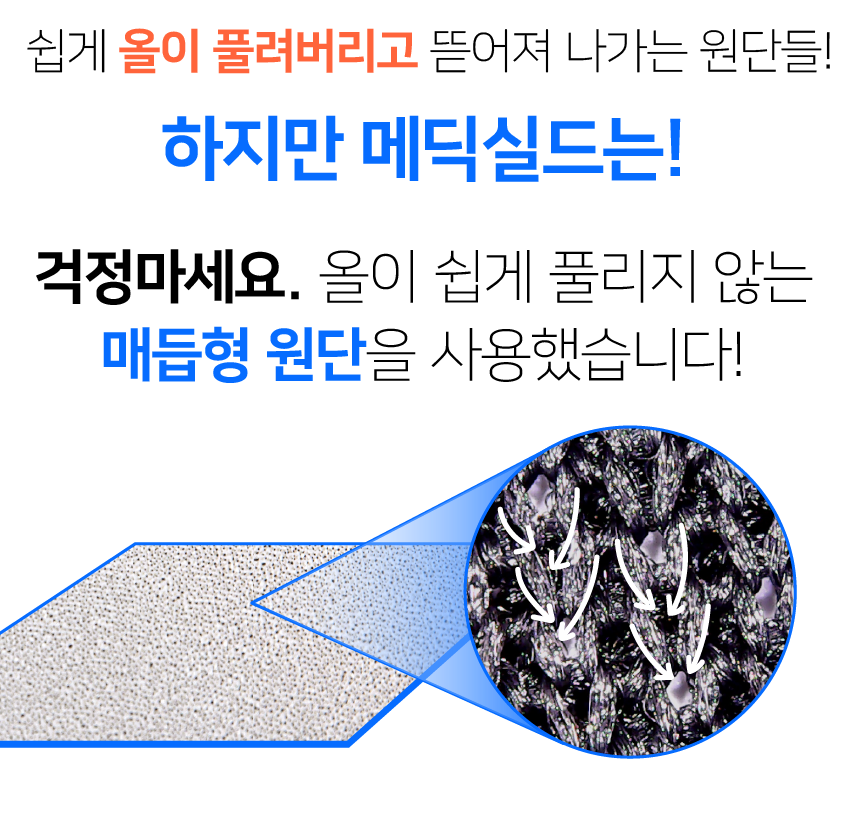 쉽게 올이 풀려버리고 뜯어져 나가는 원단들!
하지만 메딕실드는!
걱정마세요. 올이 쉽게 풀리지 않는
매듭형 원단을 사용했습니다!